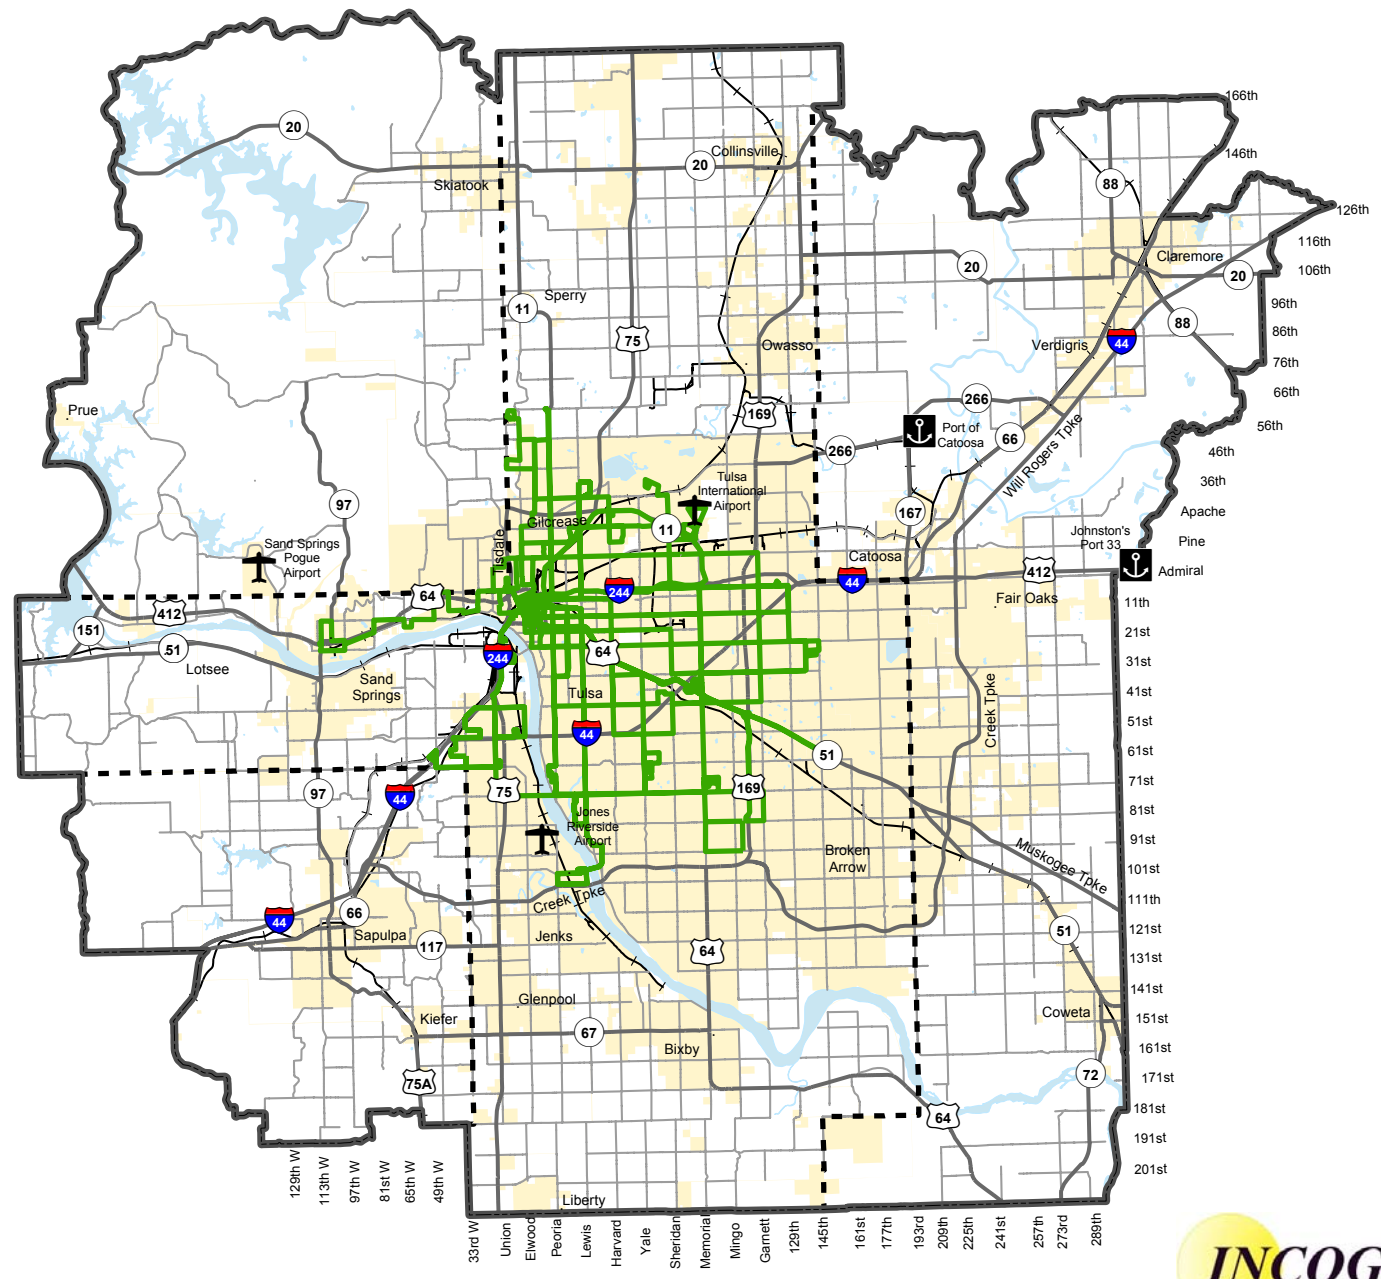 166th
146th
126th
116th
106th
96th
86th
76th
66th
56th
46th
36th
Apache
Pine
Admiral
11th
21st
31st
41st
51st
61st
71st
81st
91st
101st
111th
121st
131st
141st
151st
161st
171st
181st
191st
201st
20
Skiatook
20
Collinsville
88
Claremore
20
20
88
11
Sperry
75
Owasso
Verdigris
44
Prue
169
266
Port of
Catoosa
66
266
Will Rogers Tpke
97
Tulsa
International
Airport
Gilcrease
11
Tisdale
167
Johnston's
Port 33
Sand Springs
Pogue
Airport
Catoosa
44
412
Fair Oaks
64
412
244
151
51
Lotsee
244
64
Sand
Springs
Tulsa
Creek Tpke
44
51
97
44
75
169
Jones
Riverside
Airport
Broken
Arrow
Muskogee Tpke
Creek Tpke
44
66
Sapulpa
117
Jenks
64
51
Glenpool
Kiefer
67
Bixby
Coweta
75A
72
64
Liberty
129th W
113th W
97th W
81st W
65th W
49th W
33rd W
Union
Elwood
Peoria
Lewis
Harvard
Yale
Sheridan
Memorial
Mingo
Garnett
129th
145th
161st
177th
193rd
209th
225th
241st
257th
273rd
289th
INCOG